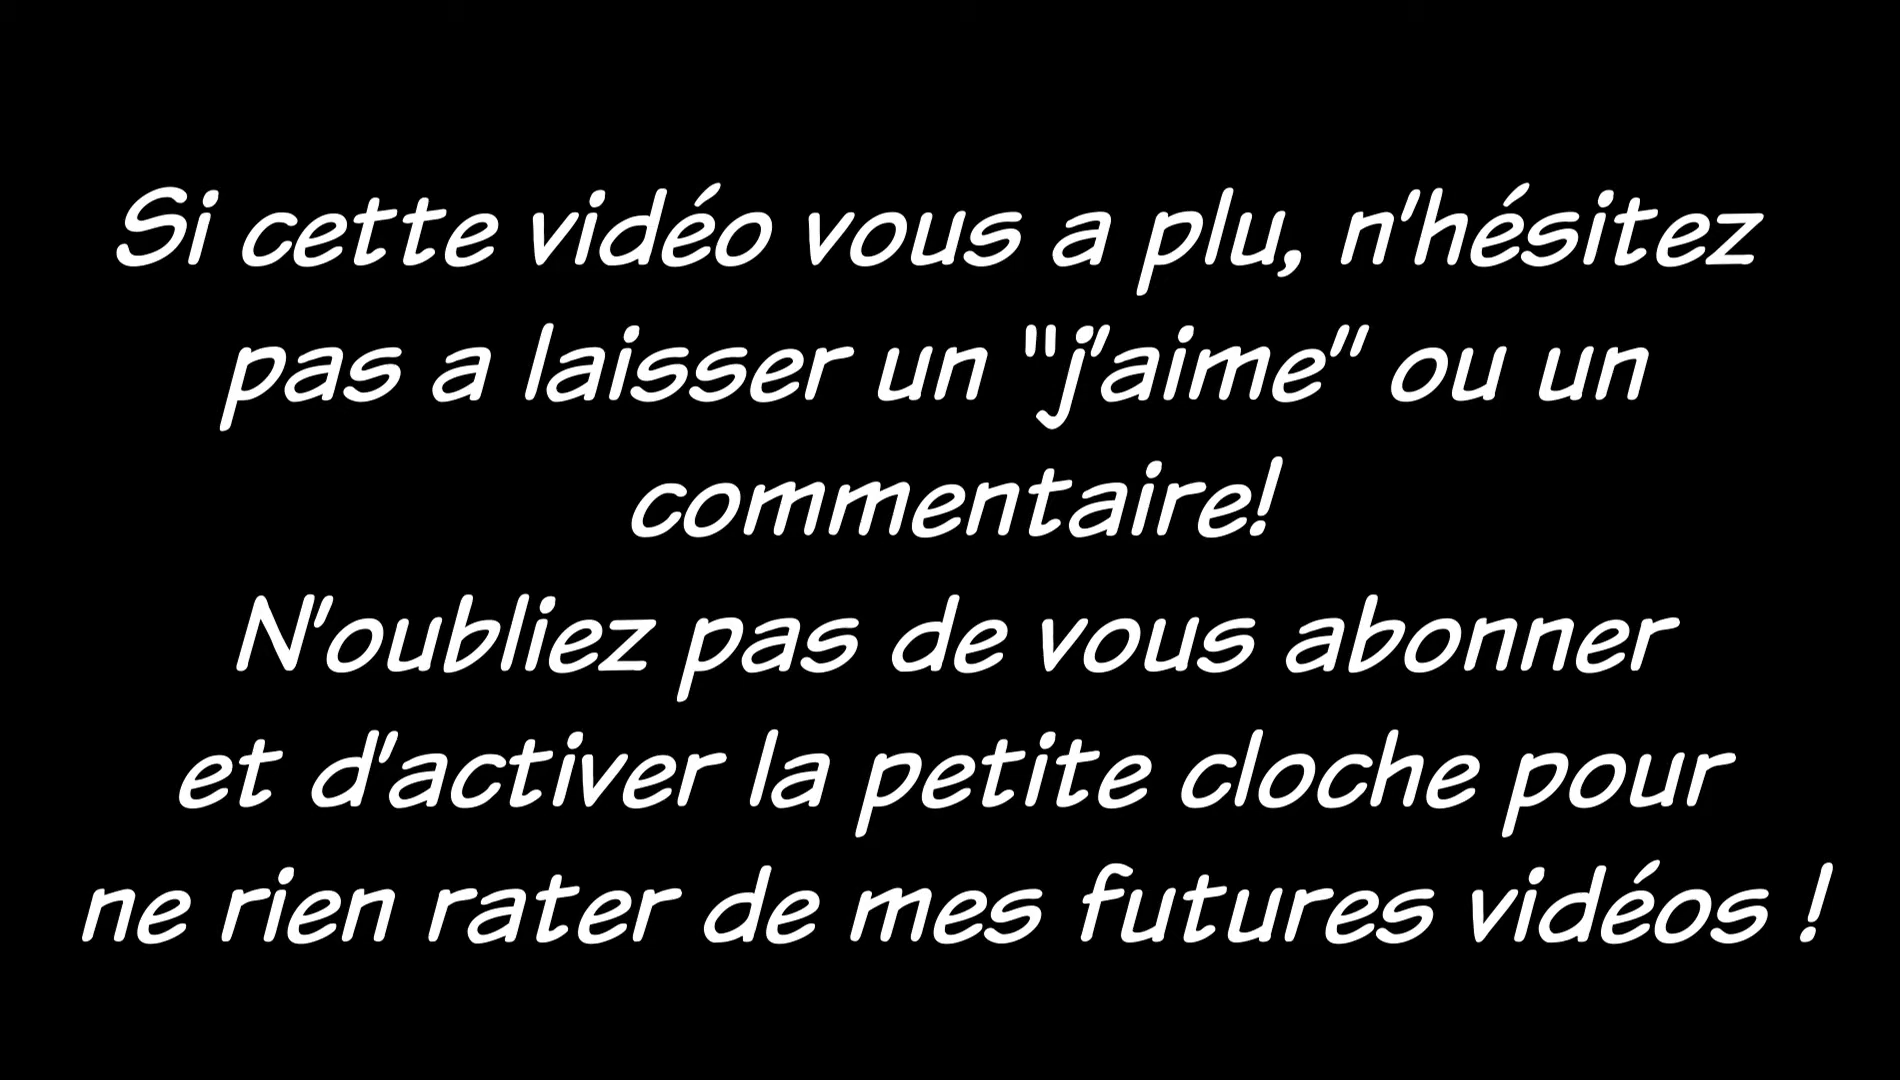 Si cette vidéo vous a plu, n'hésitez
pas a laisser un "j'aime" ou un
commentaire!
N'oubliez pas de vous abonner
et d'activer la petite cloche pour
ne rien rater de mes futures vidéos !